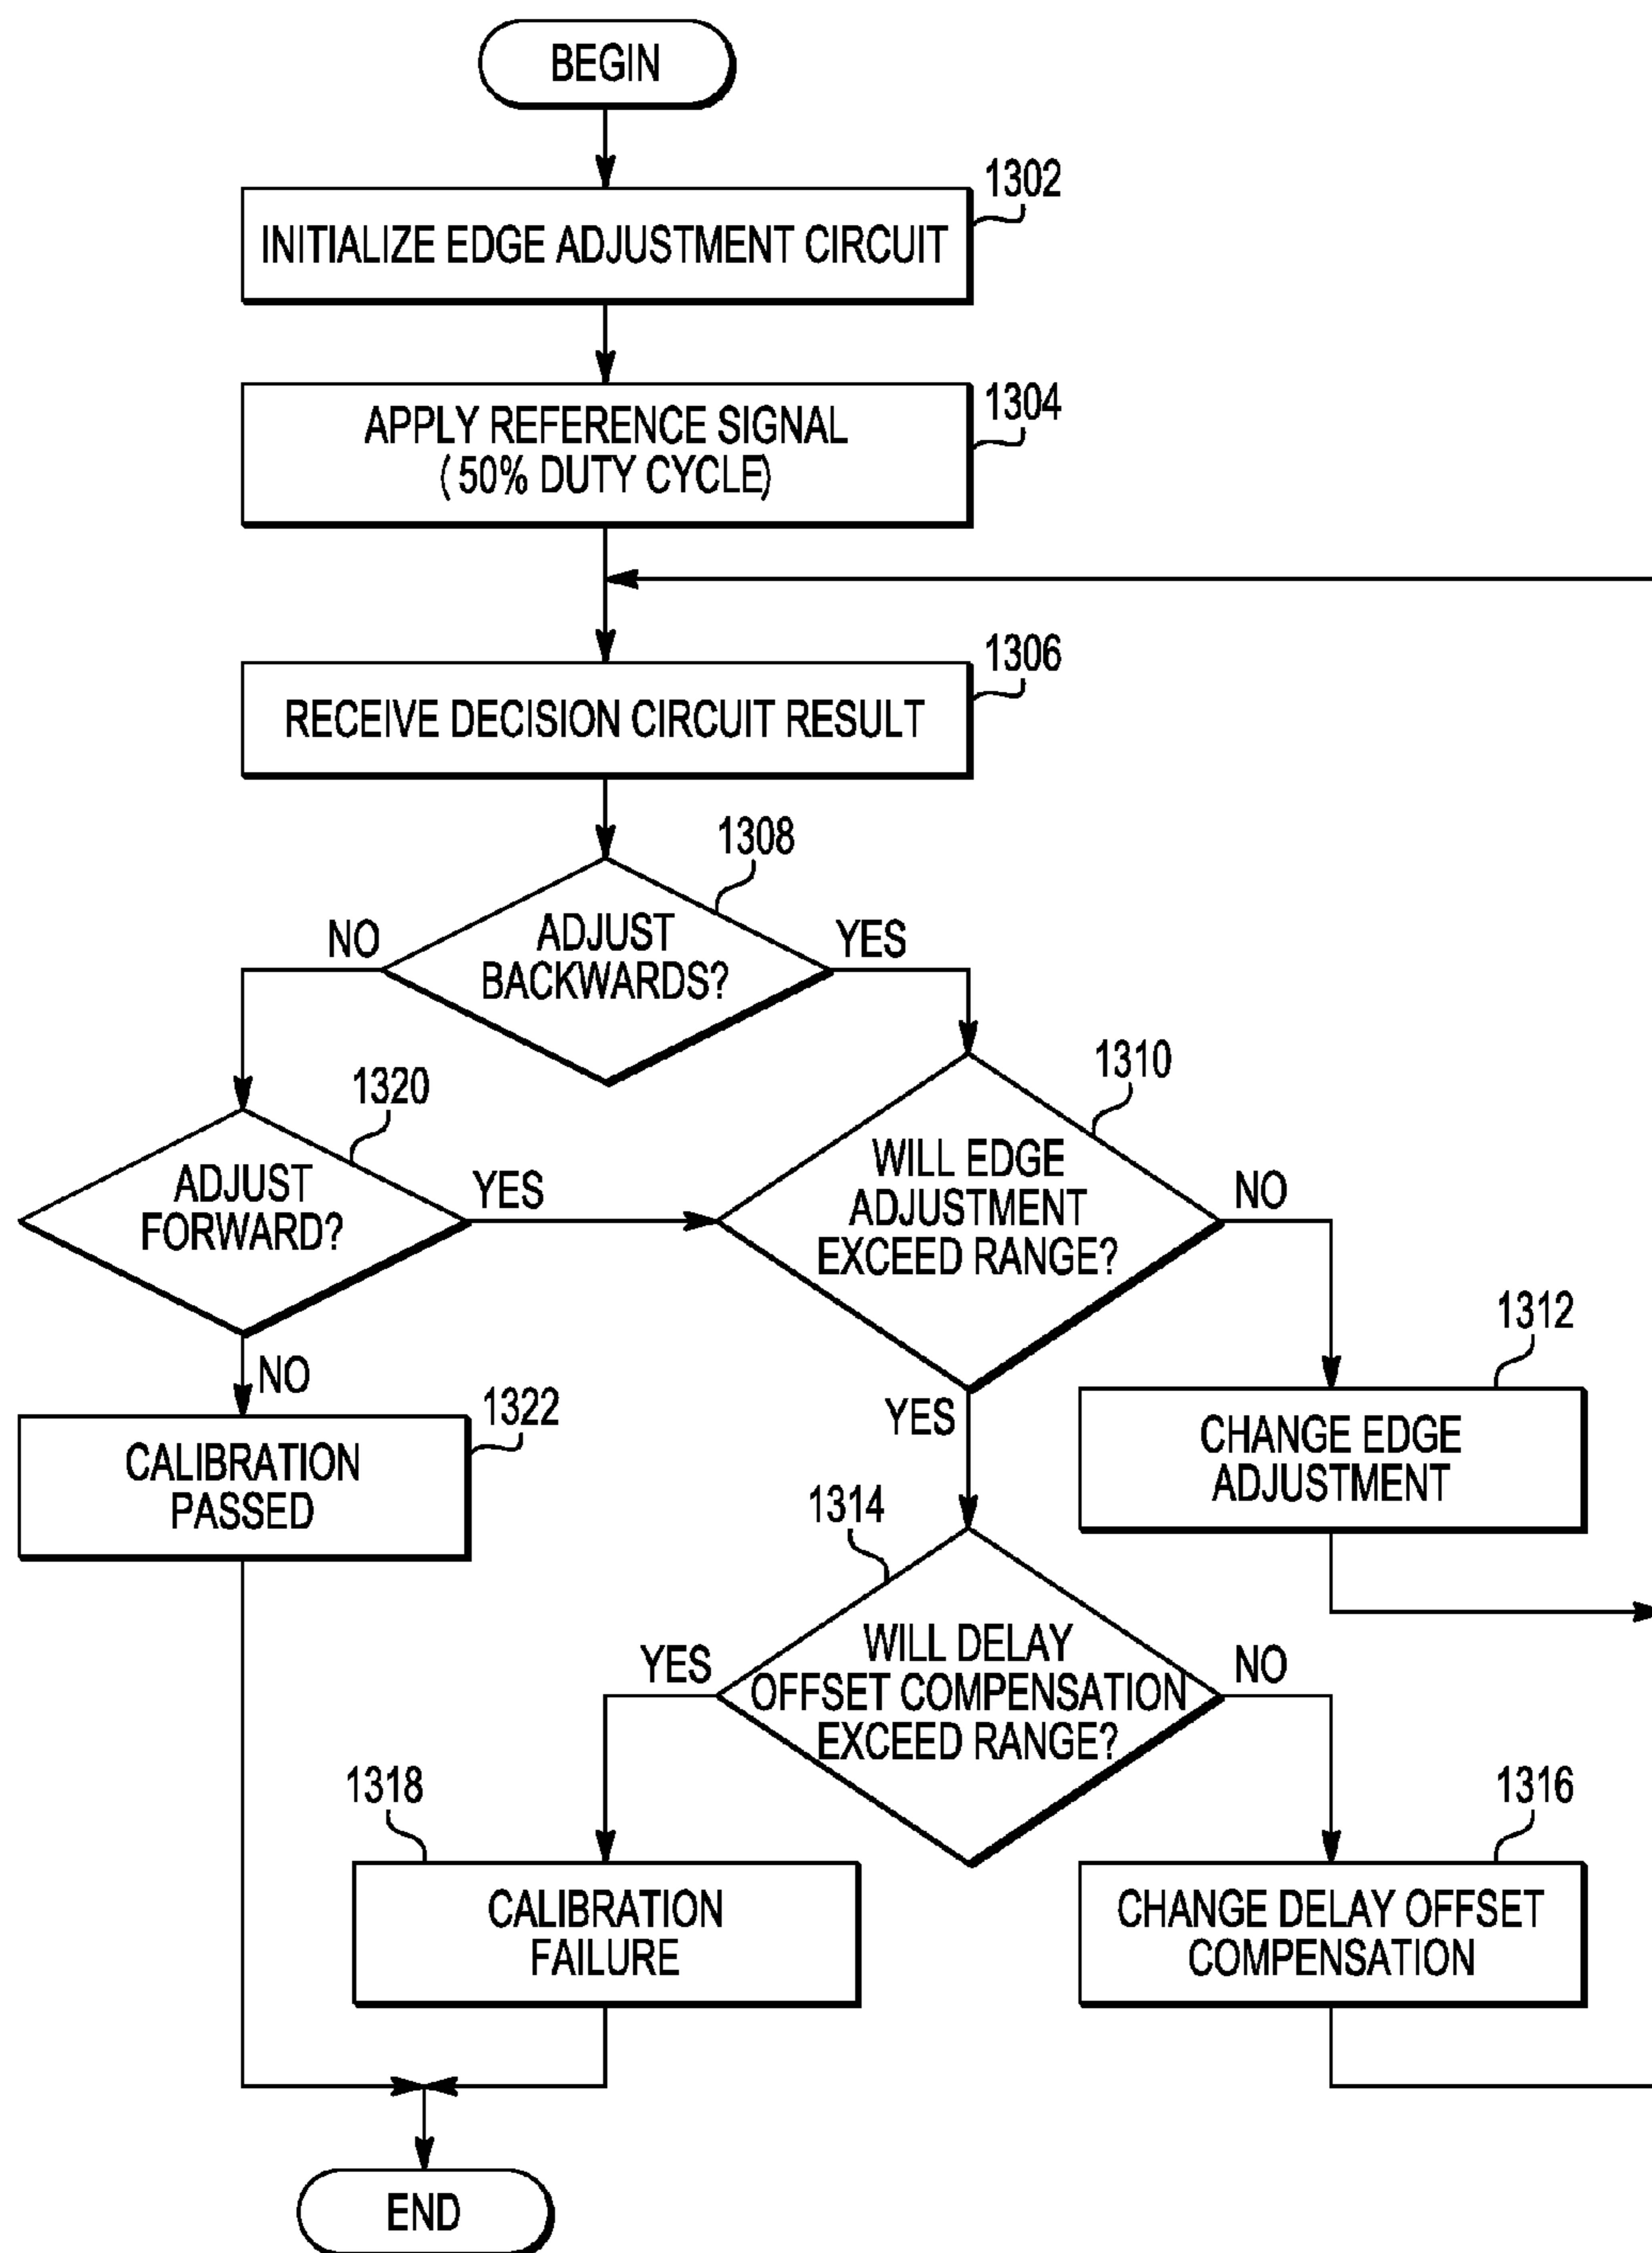 BEGIN
1302
INITIALIZE EDGE ADJUSTMENT CIRCUIT
1304
APPLY REFERENCE SIGNAL
(50% DUTY CYCLE)
1306
RECEIVE DECISION CIRCUIT RESULT
1308
ADJUST
BACKWARDS?
NO
YES
1310
WILL EDGE
ADJUSTMENT
EXCEED RANGE?
1320
ADJUST
FORWARD?
YES
NO
NO
1312
CHANGE EDGE
ADJUSTMENT
1322
CALIBRATION
PASSED
YES
1314
WILL DELAY
OFFSET COMPENSATION
EXCEED RANGE?
YES
NO
1318
CALIBRATION
FAILURE
1316
CHANGE DELAY OFFSET
COMPENSATION
END